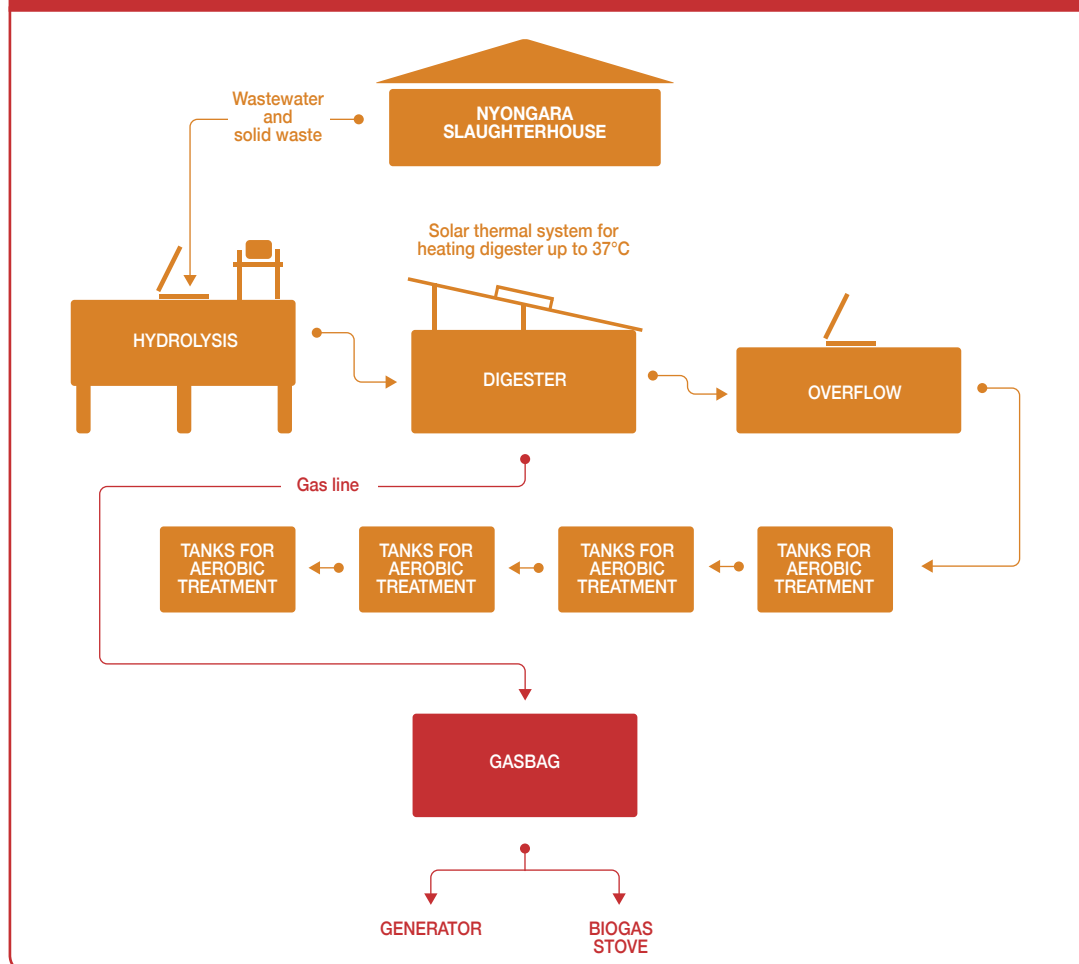 Wastewater
and
solid waste
NYONGARA
SLAUGHTERHOUSE
Solar thermal system for
heating digester up to 37°C
HYDROLYSIS
DIGESTER
OVERFLOW
Gas line
TANKS FOR
AEROBIC
TREATMENT
TANKS FOR
AEROBIC
TREATMENT
TANKS FOR
AEROBIC
TREATMENT
TANKS FOR
AEROBIC
TREATMENT
GASBAG
GENERATOR
BIOGAS
STOVE